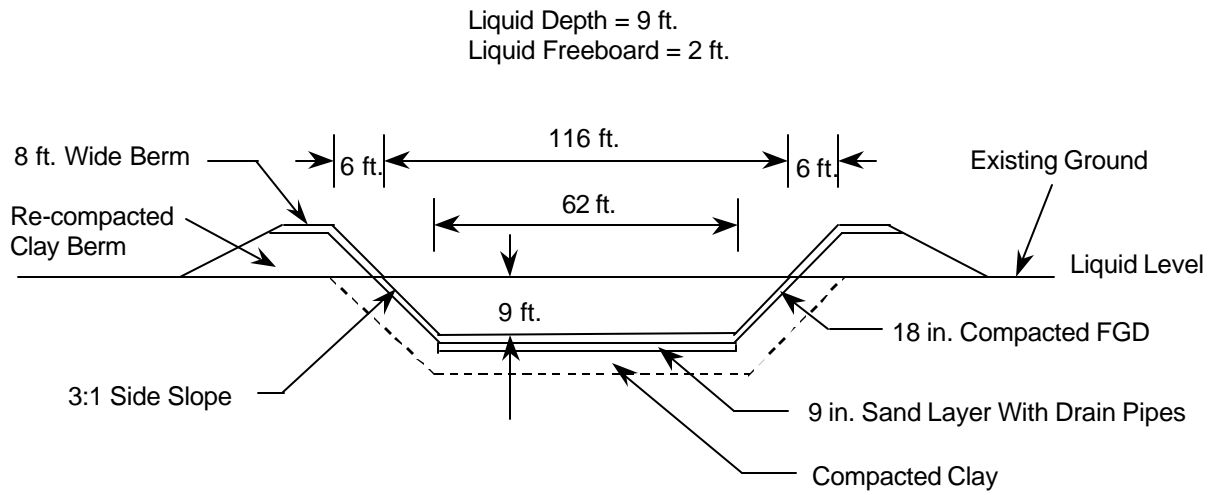 Liquid Depth = 9 ft.
Liquid Freeboard = 2 ft.
116 ft.
8 ft. Wide Berm
6 ft.
6 ft.
Existing Ground
62 ft.
Re-compacted
Clay Berm
Liquid Level
9 ft.
18 in. Compacted FGD
3:1 Side Slope
9 in. Sand Layer With Drain Pipes
Compacted Clay